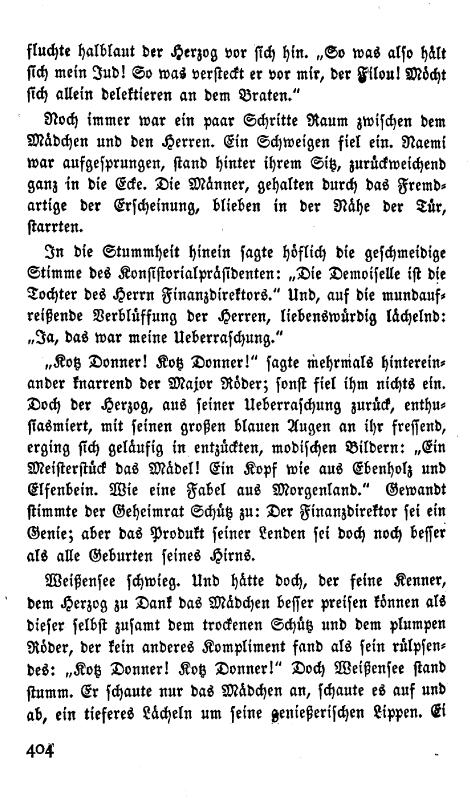 fluchte halblaut der Herzog vor sich hin. „So was also hält
sich mein Jud! So was versteckt er vor mir, der Filou! Möcht
sich allein delektieren an dem Braten.“
Noch immer war ein paar Schritte Raum zwischen dem
Mädchen und den Herren. Ein Schweigen fiel ein. Naemi
war aufgesprungen, stand hinter ihrem Sitz, zurückweichend
ganz in die Ecke. Die Männer, gehalten durch das Fremd-
artige der Erscheinung, blieben in der Nähe der Tür,
starrten.
In die Stummheit hinein sagte höflich die geschmeidige
Stimme des Konsistorialpräsidenten: „Die Demoiselle ist die
Tochter des Herrn Finanzdirektors.“ Und, auf die mundauf-
reißende Verblüffung der Herren, liebenswürdig lächelnd:
„Ja, das war meine Ueberraschung.“
„Kotz Donner! Kotz Donner!“ sagte mehrmals hinterein-
ander knarrend der Major Röder; sonst fiel ihm nichts ein.
Doch der Herzog, aus seiner Ueberraschung zurück, enthu-
siasmiert, mit seinen großen blauen Augen an ihr fressend,
erging sich geläufig in entzückten, modischen Bildern: „Ein
Meisterstück das Mädel! Ein Kopf wie aus Ebenholz und
Elfenbein. Wie eine Fabel aus Morgenland.“ Gewandt
stimmte der Geheimrat Schütz zu: Der Finanzdirektor sei ein
Genie; aber das Produkt seiner Lenden sei doch noch besser
als alle Geburten seines Hirns.
Weißensee schwieg. Und hätte doch, der feine Kenner,
dem Herzog zu Dank das Mädchen besser preisen können als
dieser selbst zusamt dem trockenen Schütz und dem plumpen
Röder, der kein anderes Kompliment fand als sein rülpsen-
des: „Kotz Donner! Kotz Donner!“ Doch Weißensee stand
stumm. Er schaute nur das Mädchen an, schaute es auf und
ab, ein tieferes Lächeln um seine genießerischen Lippen. Ei
404